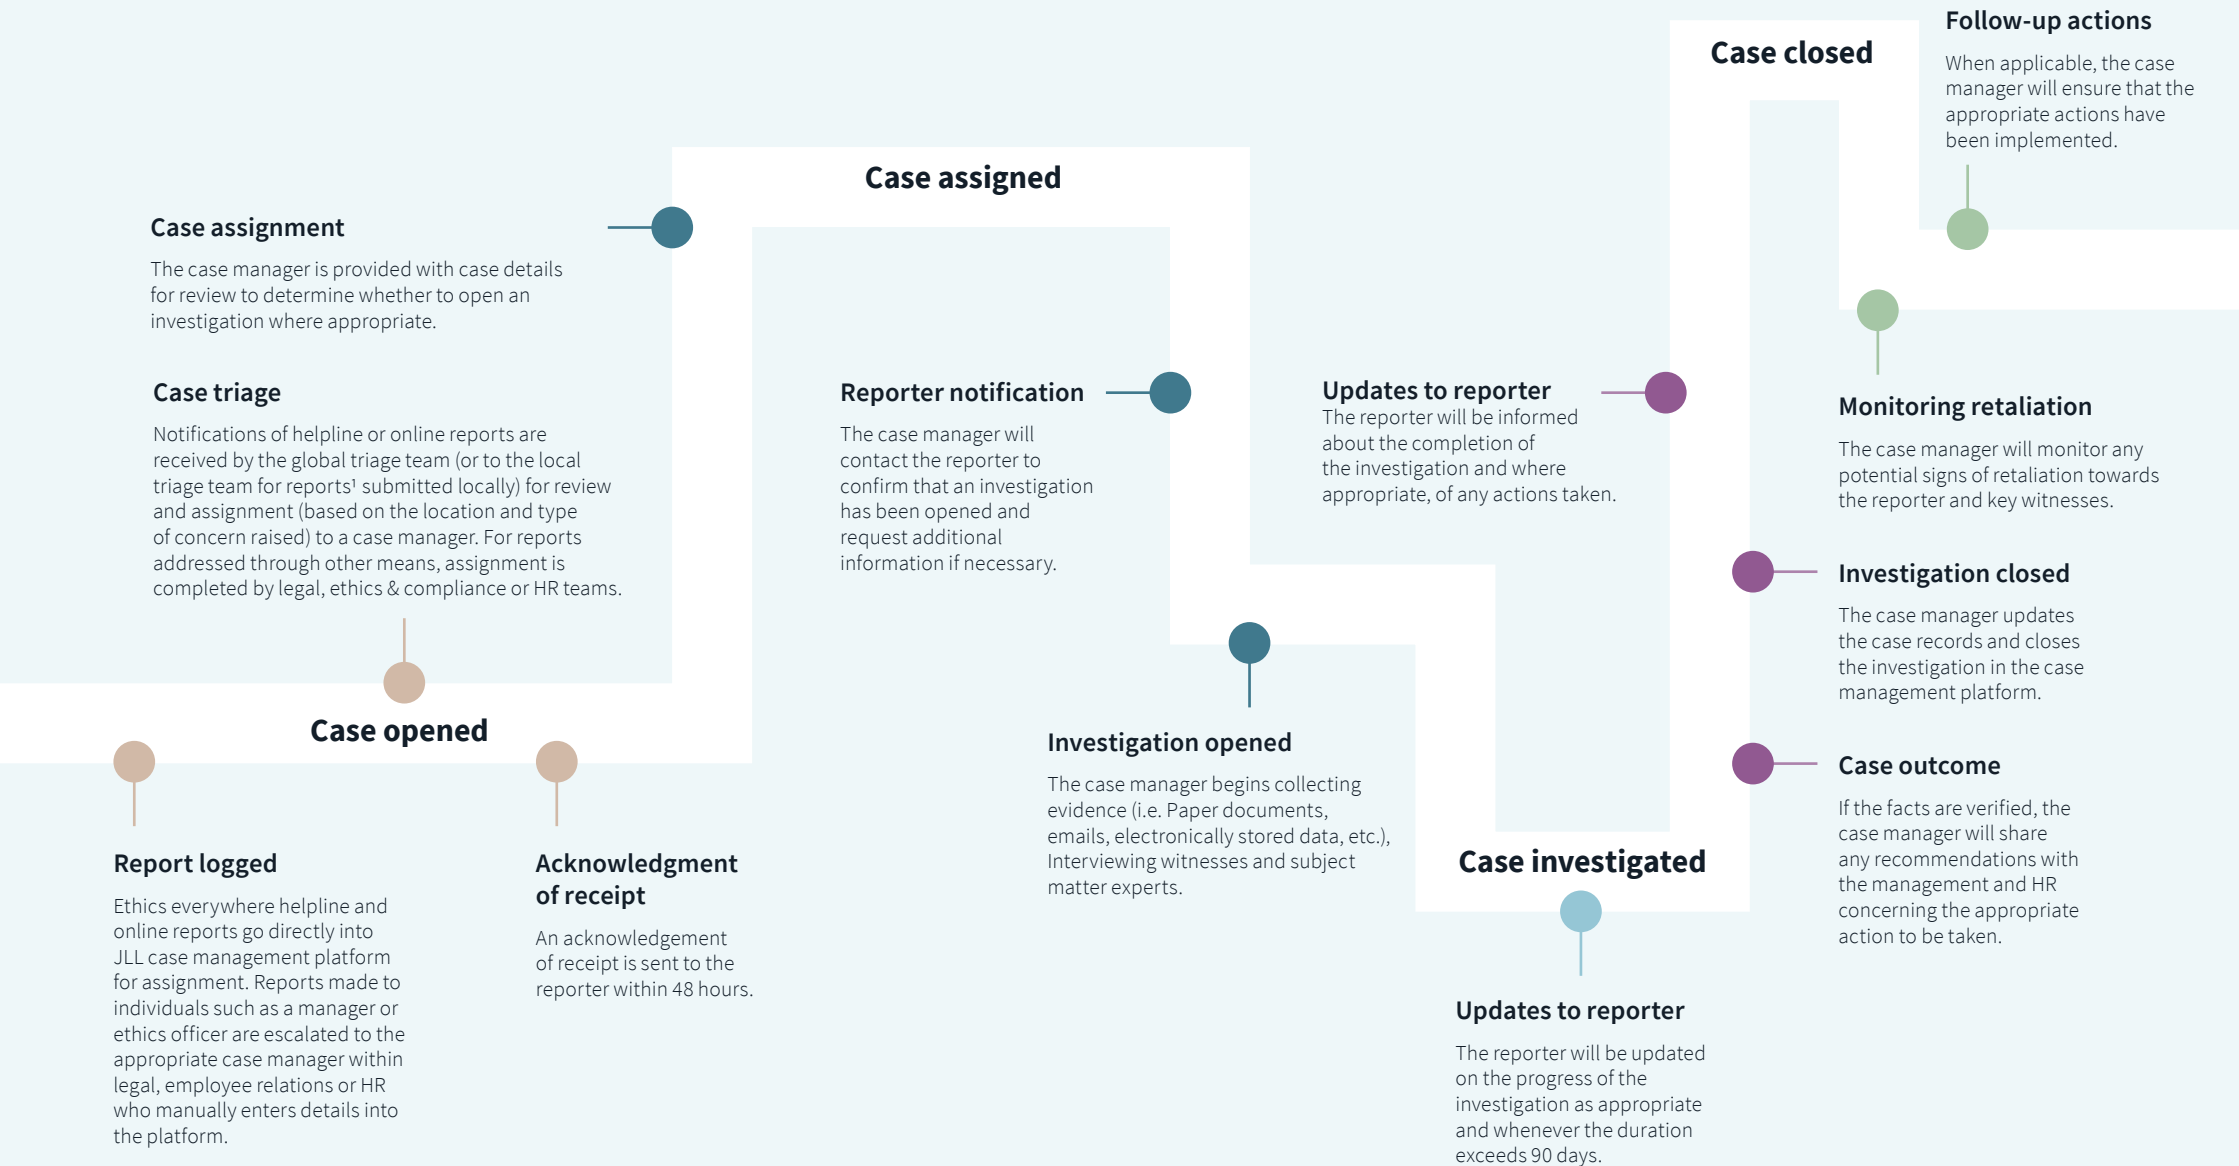 Case opened
Report logged
Ethics everywhere helpline and
online reports go directly into
JLL case management platform
for assignment. Reports made to
individuals such as a manager or
ethics officer are escalated to the
appropriate case manager within
legal, employee relations or HR
who manually enters details into
the platform.
Case triage
Notifications of helpline or online reports are
received by the global triage team (or to the local
triage team for reports¹ submitted locally) for review
and assignment (based on the location and type
of concern raised) to a case manager. For reports
addressed through other means, assignment is
completed by legal, ethics & compliance or HR teams.
Acknowledgment
of receipt
An acknowledgement
of receipt is sent to the
reporter within 48 hours.
Case assignment
The case manager is provided with case details
for review to determine whether to open an
investigation where appropriate.
Case assigned
Reporter notification
The case manager will
contact the reporter to
confirm that an investigation
has been opened and
request additional
information if necessary.
Investigation opened
The case manager begins collecting
evidence (i.e. Paper documents,
emails, electronically stored data, etc.),
Interviewing witnesses and subject
matter experts.
Case investigated
Updates to reporter
The reporter will be updated
on the progress of the
investigation as appropriate
and whenever the duration
exceeds 90 days.
Case outcome
If the facts are verified, the
case manager will share
any recommendations with
the management and HR
concerning the appropriate
action to be taken.
Investigation closed
The case manager updates
the case records and closes
the investigation in the case
management platform.
Updates to reporter
The reporter will be informed
about the completion of
the investigation and where
appropriate, of any actions taken.
Case closed
Monitoring retaliation
The case manager will monitor any
potential signs of retaliation towards
the reporter and key witnesses.
Follow-up actions
When applicable, the case
manager will ensure that the
appropriate actions have
been implemented.